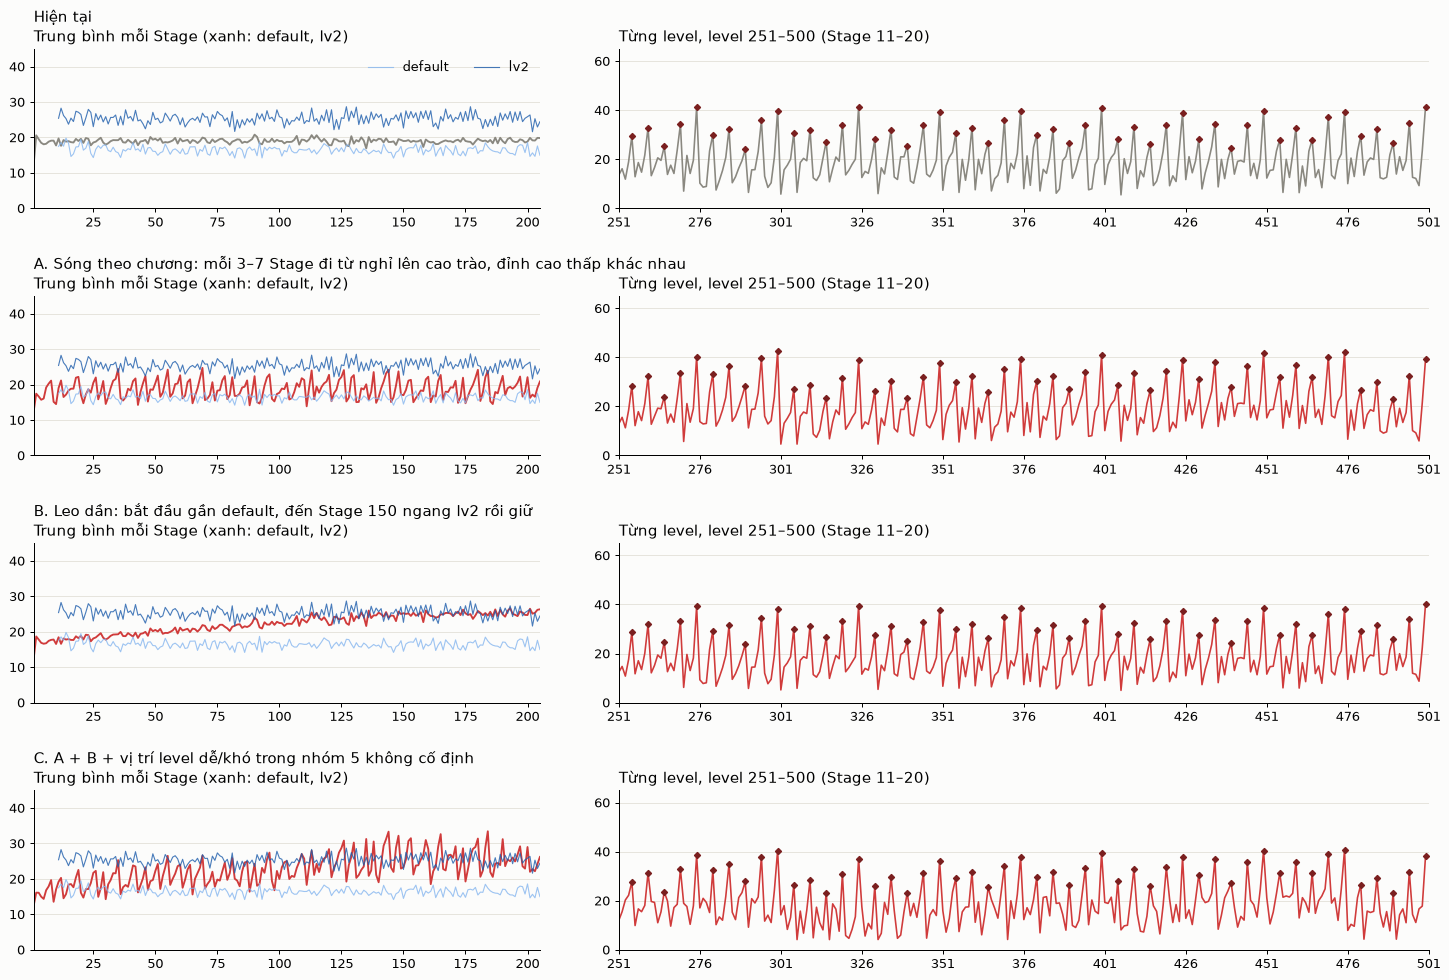 Hiện tại
Trung bình mỗi Stage (xanh: default, lv2)
Từng level, level 251–500 (Stage 11–20)
default
lv2
40
30
20
10
0
25 50 75 100 125 150 175 200
60
40
20
0
251 276 301 326 351 376 401 426 451 476 501
A. Sóng theo chương: mỗi 3–7 Stage đi từ nghỉ lên cao trào, đỉnh cao thấp khác nhau
Trung bình mỗi Stage (xanh: default, lv2)
Từng level, level 251–500 (Stage 11–20)
40
30
20
10
0
25 50 75 100 125 150 175 200
60
40
20
0
251 276 301 326 351 376 401 426 451 476 501
B. Leo dần: bắt đầu gần default, đến Stage 150 ngang lv2 rồi giữ
Trung bình mỗi Stage (xanh: default, lv2)
Từng level, level 251–500 (Stage 11–20)
40
30
20
10
0
25 50 75 100 125 150 175 200
60
40
20
0
251 276 301 326 351 376 401 426 451 476 501
C. A + B + vị trí level dễ/khó trong nhóm 5 không cố định
Trung bình mỗi Stage (xanh: default, lv2)
Từng level, level 251–500 (Stage 11–20)
40
30
20
10
0
25 50 75 100 125 150 175 200
60
40
20
0
251 276 301 326 351 376 401 426 451 476 501